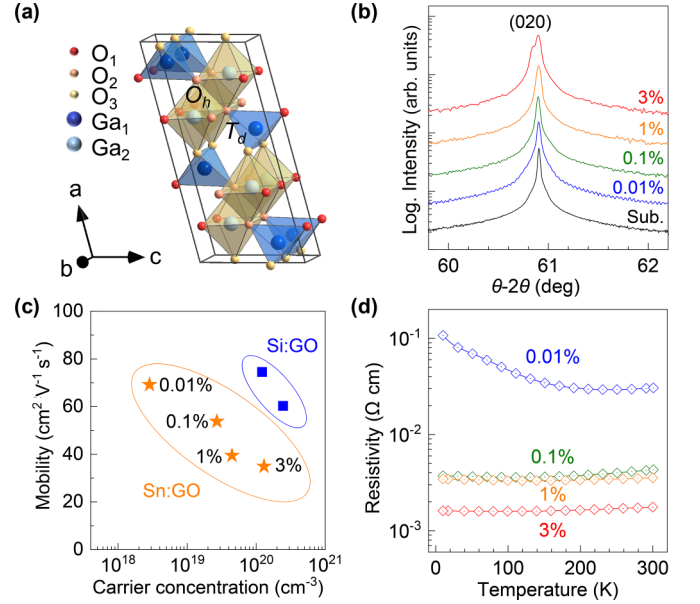 (a)
O1
O2
O3
Ga1
Ga2
Oh
Td
a
b
c
(b)
(020)
3%
1%
0.1%
0.01%
Sub.
Log. Intensity (arb. units)
60 61 62
θ-2θ (deg)
(c)
100
80
60
40
20
0
Mobility (cm² V⁻¹ s⁻¹)
Si:GO
0.01%
0.1%
1%
3%
Sn:GO
10¹⁸ 10¹⁹ 10²⁰ 10²¹
Carrier concentration (cm⁻³)
(d)
10⁻¹
10⁻²
10⁻³
Resistivity (Ω cm)
0.01%
0.1%
1%
3%
0 100 200 300
Temperature (K)